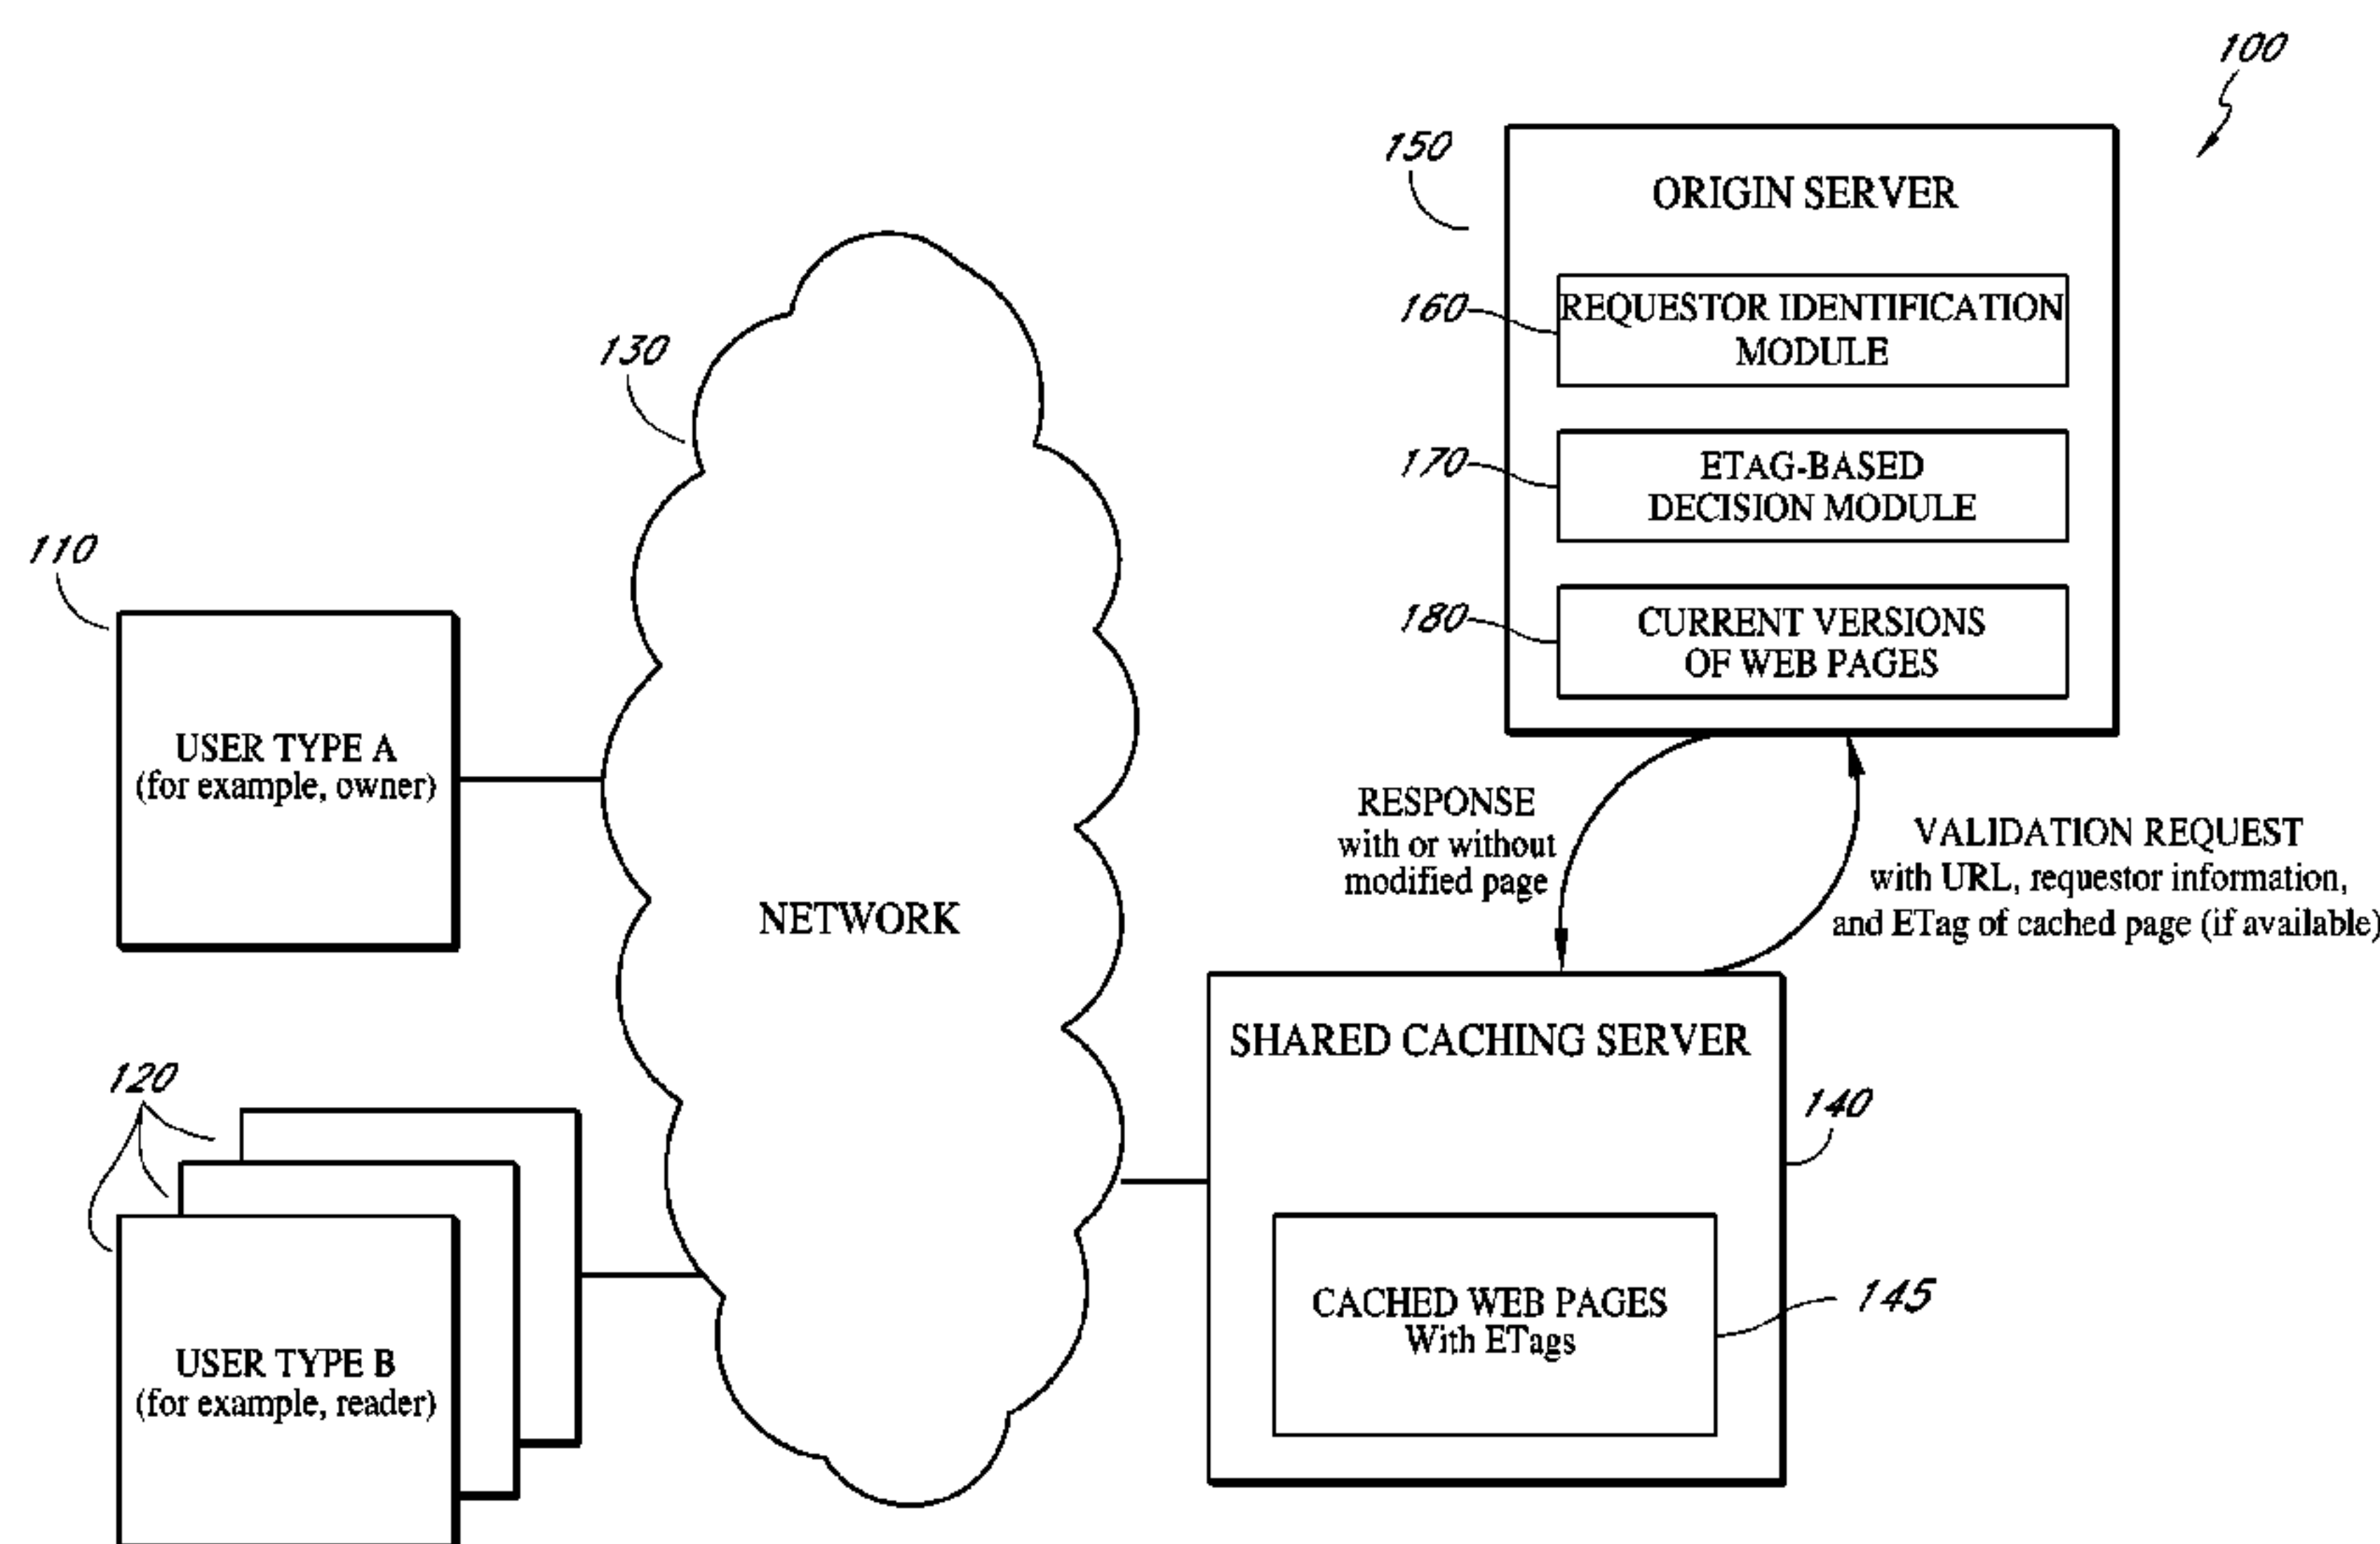 100
150
ORIGIN SERVER
160
REQUESTOR IDENTIFICATION
MODULE
170
ETAG-BASED
DECISION MODULE
180
CURRENT VERSIONS
OF WEB PAGES
130
NETWORK
110
USER TYPE A
(for example, owner)
120
USER TYPE B
(for example, reader)
RESPONSE
with or without
modified page
VALIDATION REQUEST
with URL, requestor information,
and ETag of cached page (if available)
SHARED CACHING SERVER
140
CACHED WEB PAGES
With ETags
145